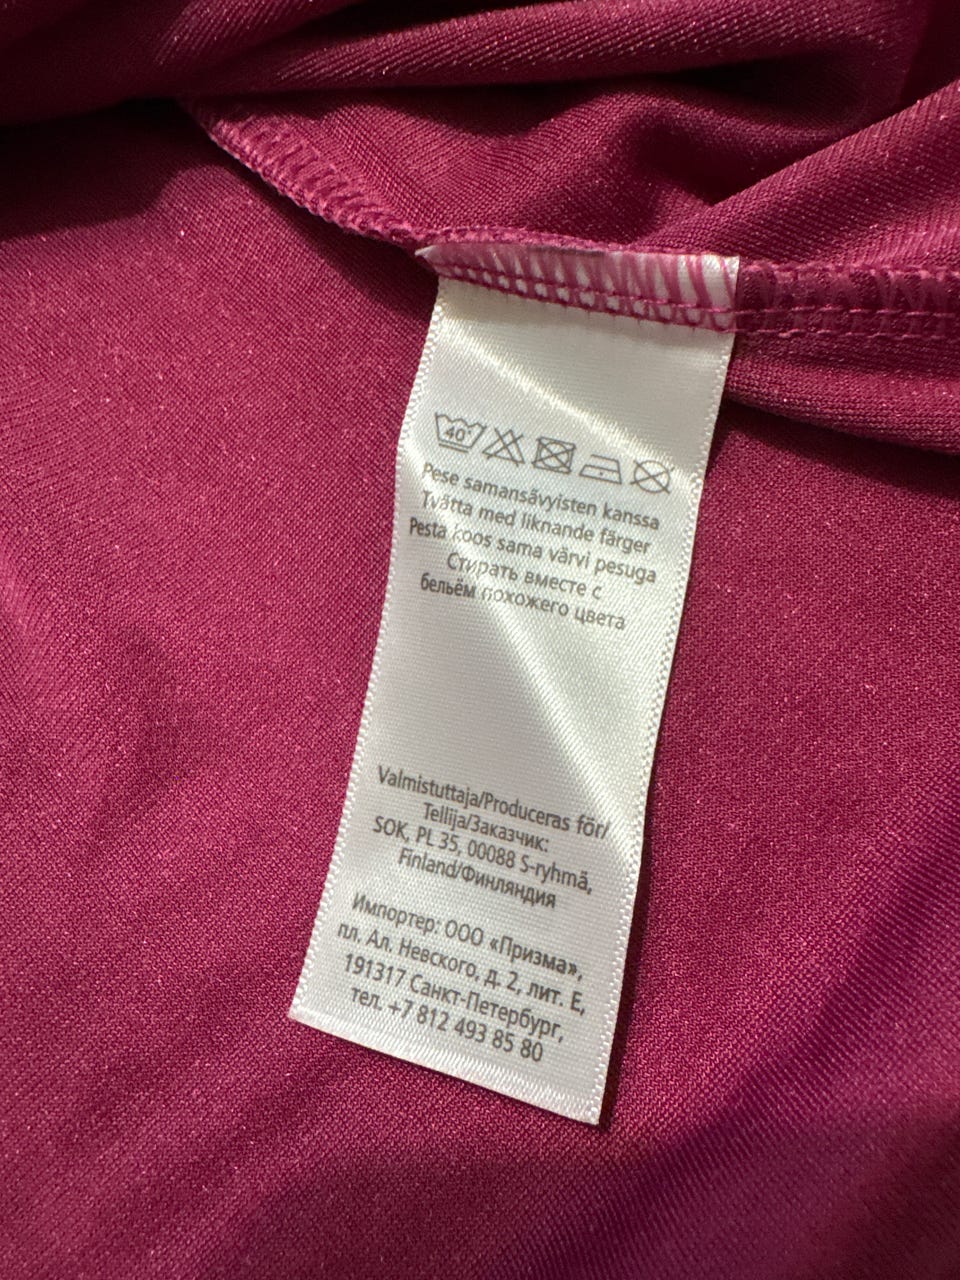 40°
Pese samansävyisten kanssa
Tvätta med liknande färger
Pesta koos sama värvi pesuga
Стирать вместе с
бельём похожего цвета
Valmistuttaja/Produceras för/
Tellija/Заказчик:
SOK, PL 35, 00088 S-ryhmä,
Finland/Финляндия
Импортер: ООО «Призма»,
пл. Ал. Невского, д. 2, лит. Е,
191317 Санкт-Петербург,
тел. +7 812 493 85 80